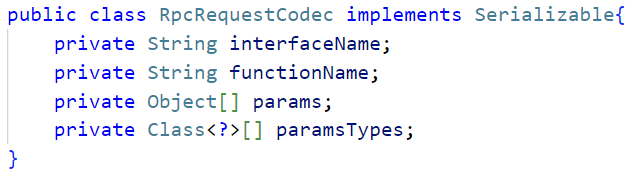 public class RpcRequestCodec implements Serializable{
    private String interfaceName;
    private String functionName;
    private Object[] params;
    private Class<?>[] paramsTypes;
}